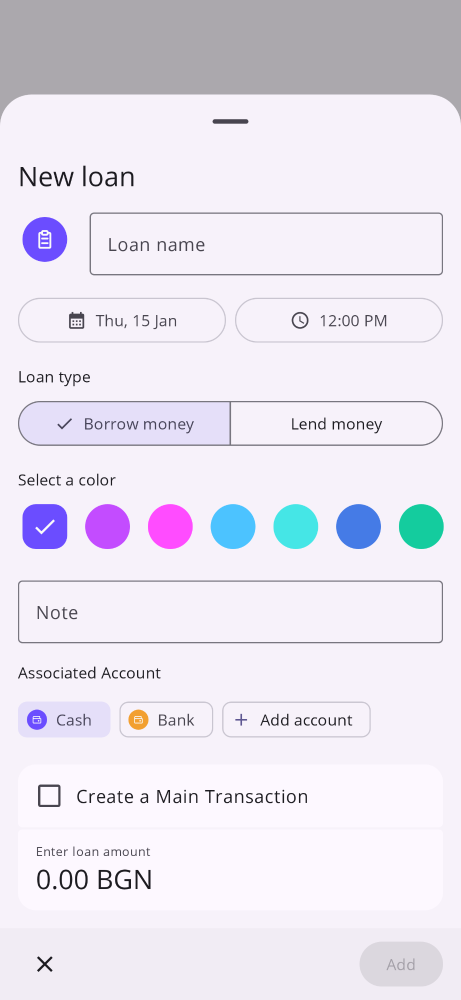 New loan
Loan name
Thu, 15 Jan
12:00 PM
Loan type
Borrow money
Lend money
Select a color
Note
Associated Account
Cash
Bank
Add account
Create a Main Transaction
Enter loan amount
0.00 BGN
Add